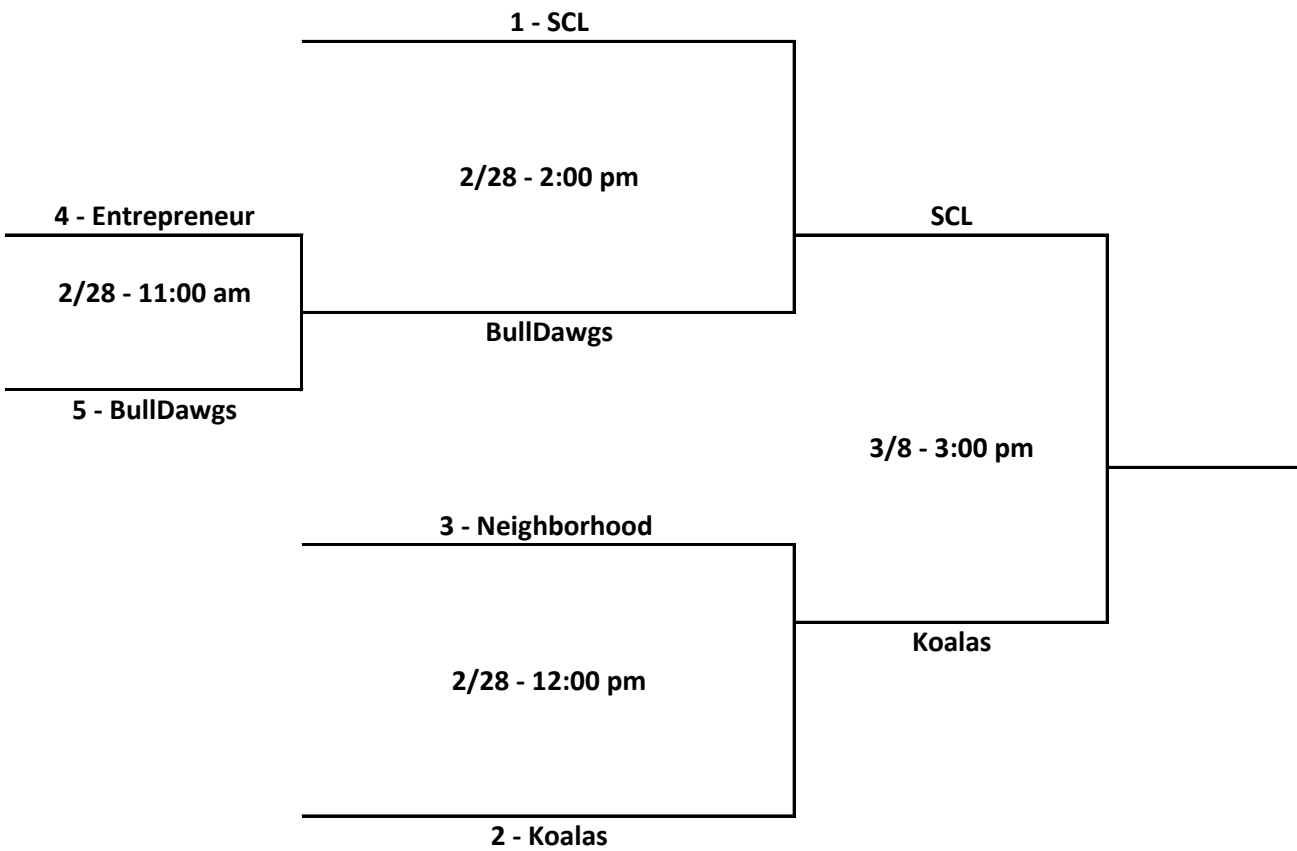 1 - SCL
2/28 - 2:00 pm
4 - Entrepreneur
SCL
2/28 - 11:00 am
BullDawgs
5 - BullDawgs
3/8 - 3:00 pm
3 - Neighborhood
Koalas
2/28 - 12:00 pm
2 - Koalas